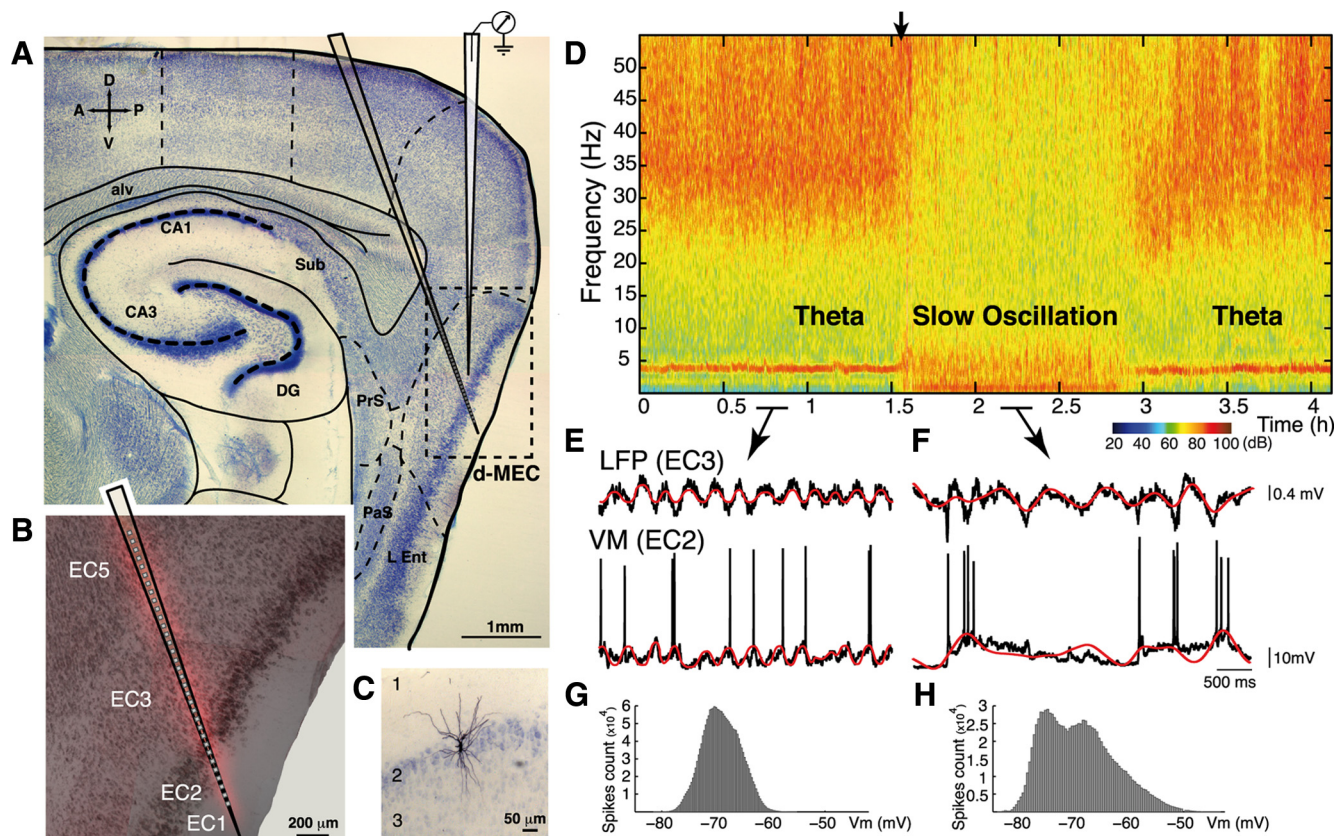 A
D
A P
V
alv
CA1
Sub
CA3
DG
PrS
d-MEC
PaS
L Ent
1mm
B
EC5
EC3
EC2
EC1
200 μm
C
1
2
3
50 μm
D
Frequency (Hz)
50
45
40
35
30
25
20
15
10
5
Theta Slow Oscillation Theta
0 0.5 1 1.5 2 2.5 3 3.5 4
Time (h)
20 40 60 80 100 (dB)
E
LFP (EC3)
VM (EC2)
F
0.4 mV
10mV
500 ms
G
Spikes count (x10⁴)
6
5
4
3
2
1
−80 −70 −60 −50 Vm (mV)
H
Spikes count (x10⁴)
3
2.5
2
1.5
1
0.5
−80 −70 −60 −50 Vm (mV)